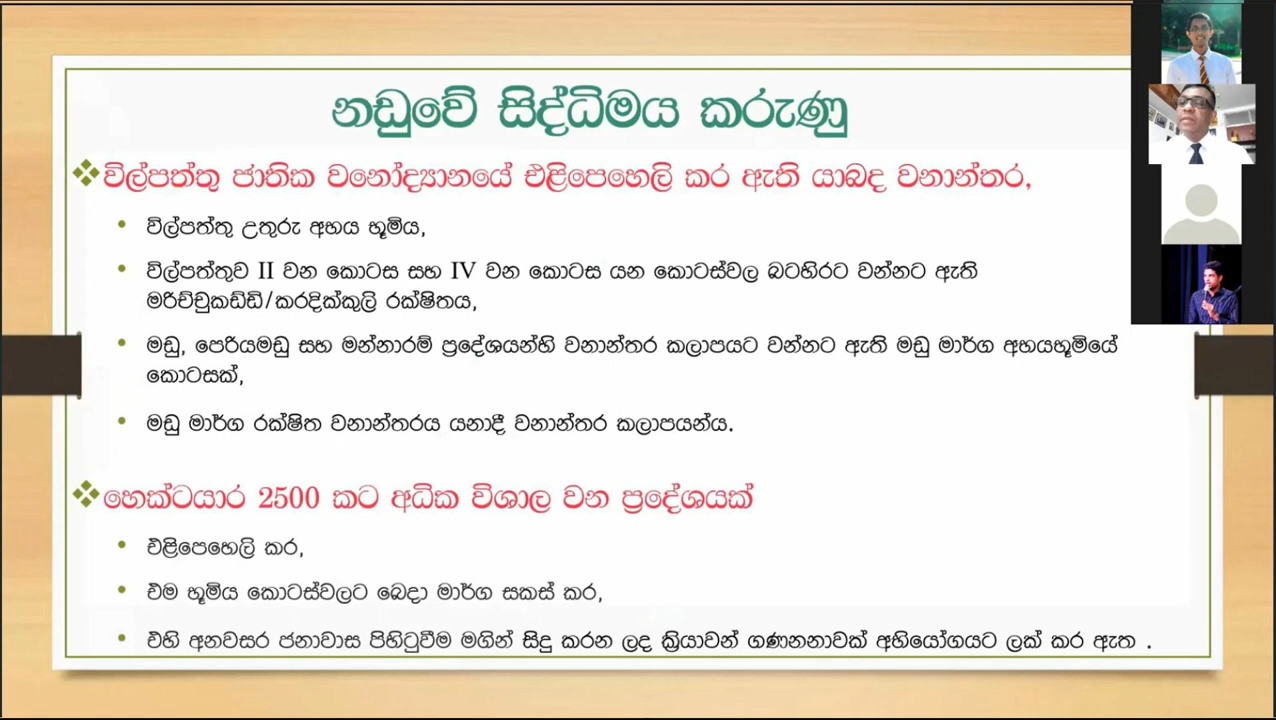 නඩුවේ සිද්ධිමය කරුණු
විල්පත්තු ජාතික වනෝද්‍යානයේ එළිපෙහෙලි කර ඇති යාබද වනාන්තර,
• විල්පත්තු උතුරු අභය භූමිය,
• විල්පත්තුව II වන කොටස සහ IV වන කොටස යන කොටස්වල බටහිරට වන්නට ඇති
මරිච්චුකඩ්ඩි/කරදික්කුලි රක්ෂිතය,
• මඩු, පෙරියමඩු සහ මන්නාරම් ප්‍රදේශයන්හි වනාන්තර කලාපයට වන්නට ඇති මඩු මාර්ග අභයභූමියේ
කොටසක්,
• මඩු මාර්ග රක්ෂිත වනාන්තරය යනාදී වනාන්තර කලාපයන්ය.
හෙක්ටයාර 2500 කට අධික විශාල වන ප්‍රදේශයක්
• එළිපෙහෙලි කර,
• එම භූමිය කොටස්වලට බෙදා මාර්ග සකස් කර,
• එහි අනවසර ජනාවාස පිහිටුවීම මගින් සිදු කරන ලද ක්‍රියාවන් ගණනනාවක් අභියෝගයට ලක් කර ඇත .